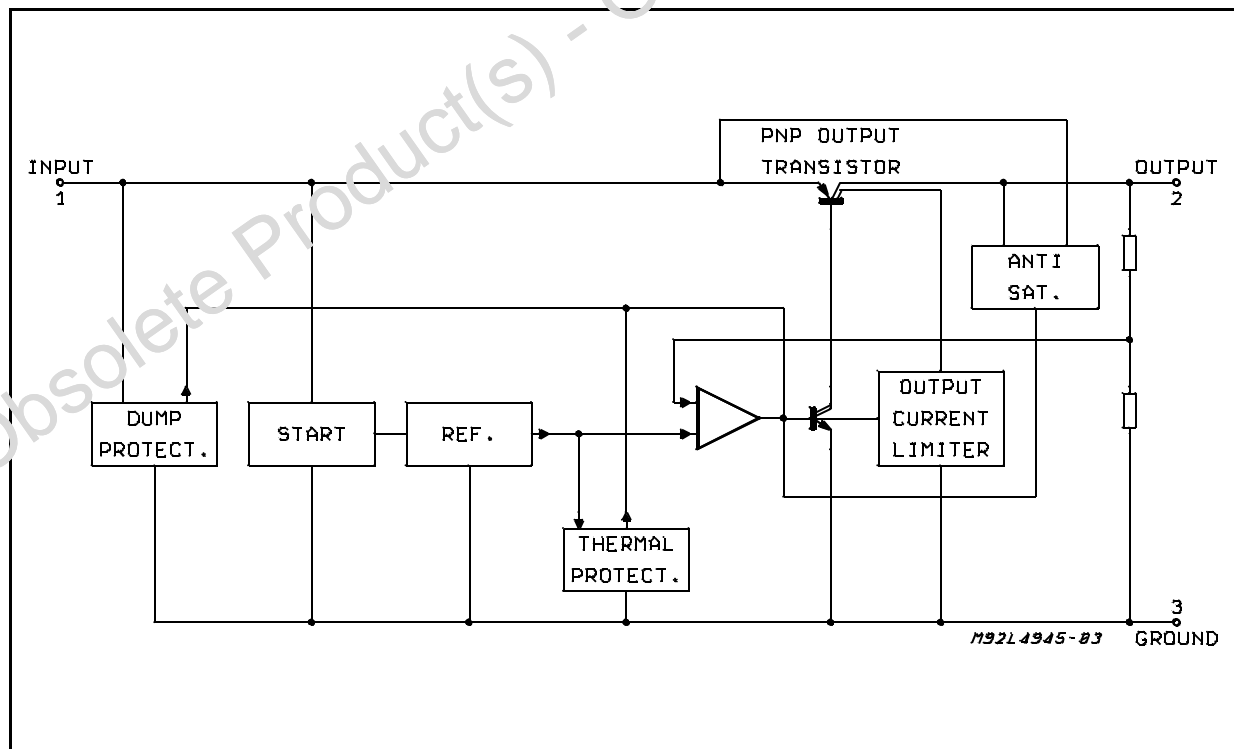 Obsolete Product(s) - O
PNP OUTPUT
TRANSISTOR
INPUT
1
OUTPUT
2
ANTI
SAT.
DUMP
PROTECT.
START
REF.
OUTPUT
CURRENT
LIMITER
THERMAL
PROTECT.
3
GROUND
M92L4945-03